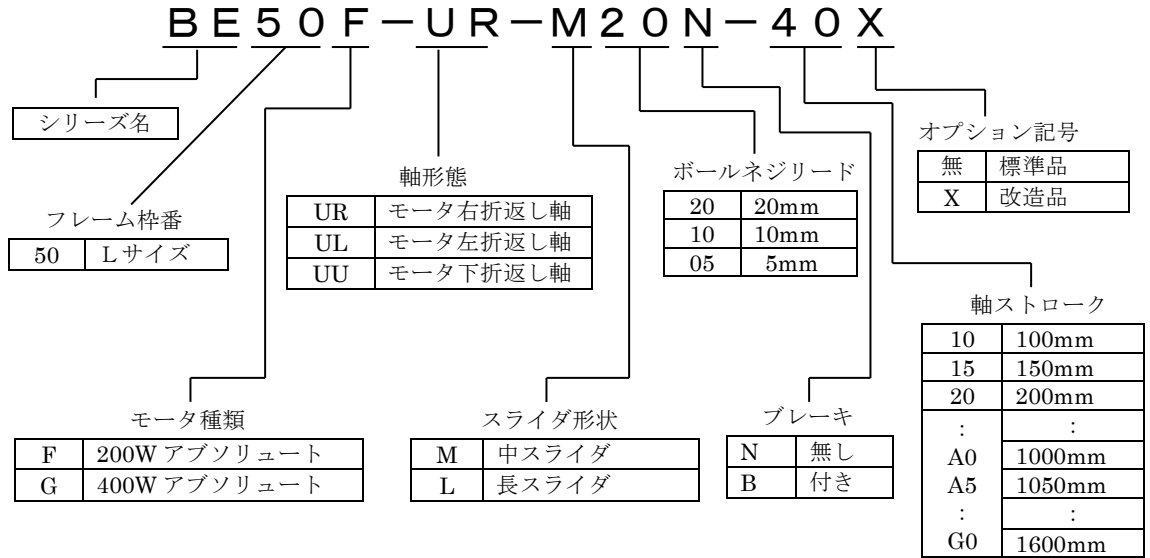 BE50F-UR-M20N-40X
シリーズ名
オプション記号
無 標準品
X 改造品
軸形態
UR モータ右折返し軸
UL モータ左折返し軸
UU モータ下折返し軸
ボールネジリード
20 20mm
10 10mm
05 5mm
フレーム枠番
50 Lサイズ
軸ストローク
10 100mm
15 150mm
20 200mm
: :
A0 1000mm
A5 1050mm
: :
G0 1600mm
モータ種類
F 200W アブソリュート
G 400W アブソリュート
スライダ形状
M 中スライダ
L 長スライダ
ブレーキ
N 無し
B 付き